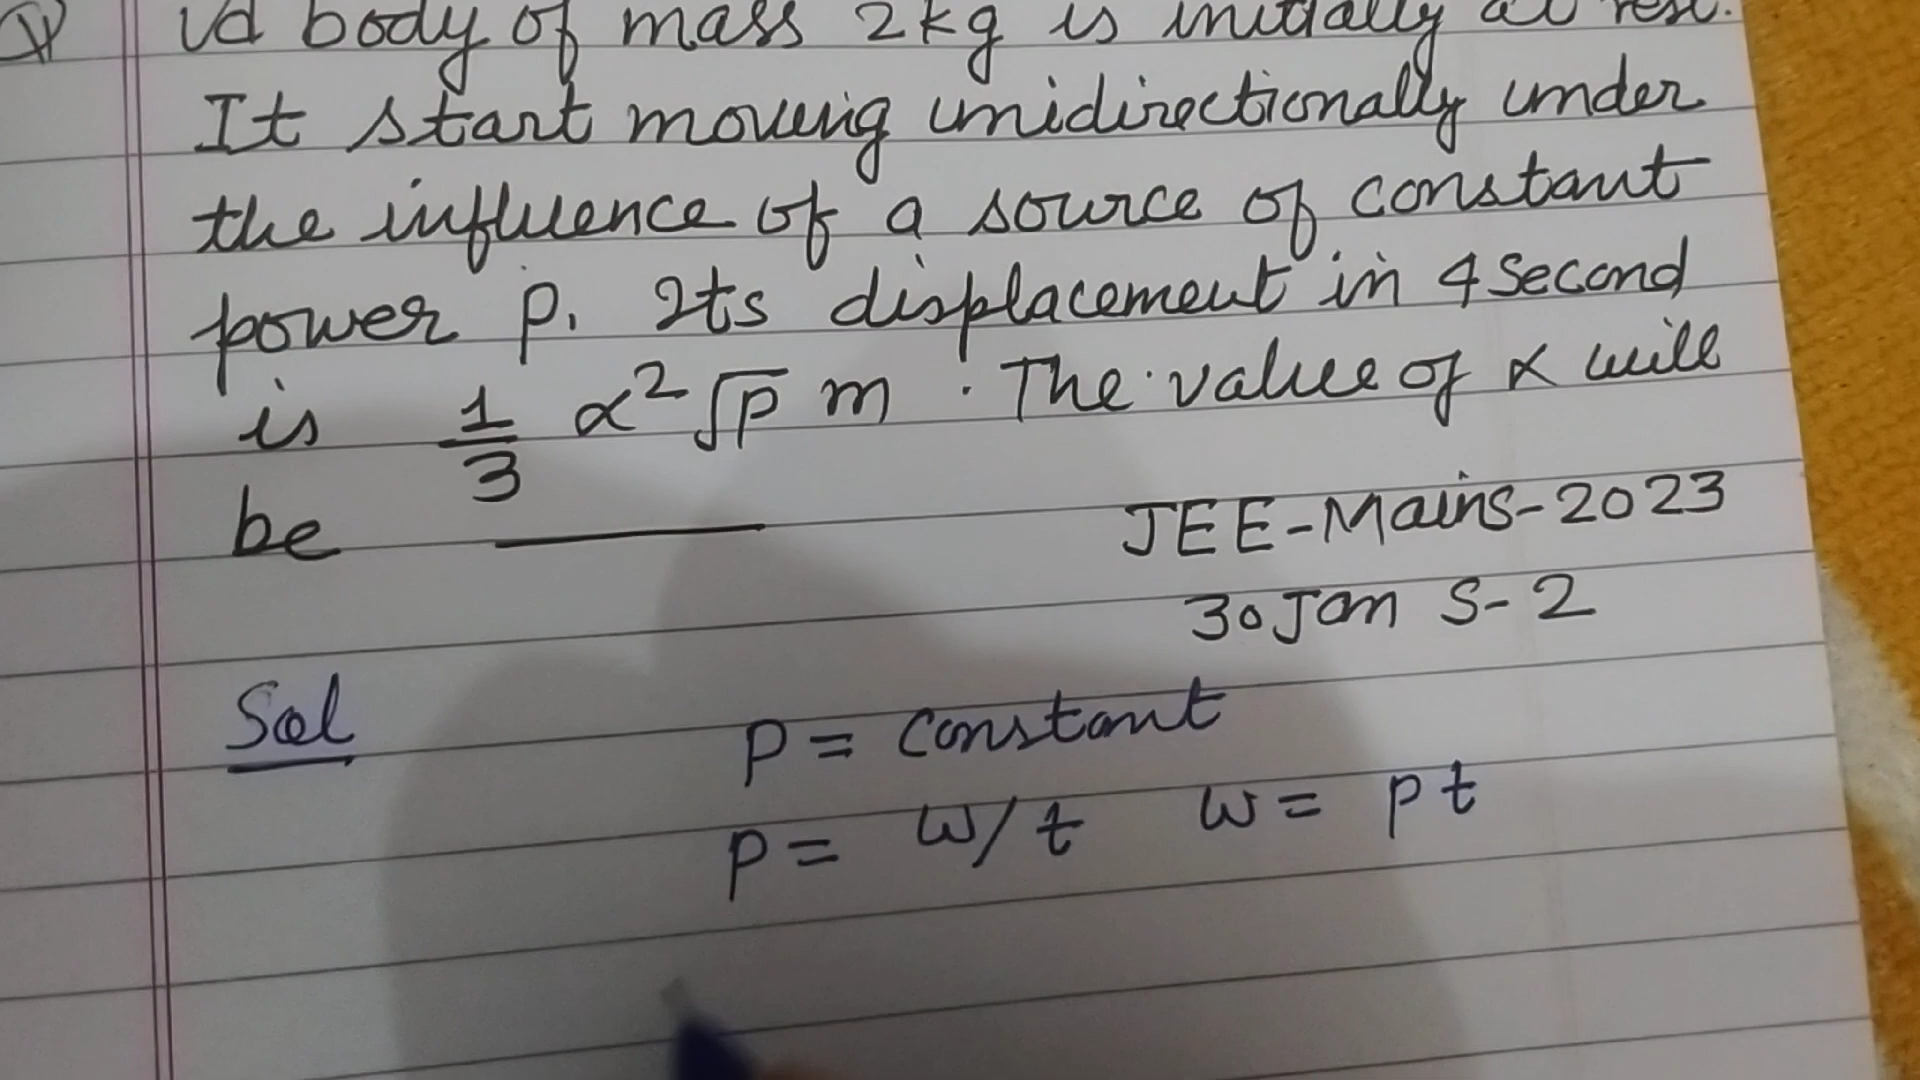 Q A body of mass 2kg is initially at rest.
It start moving unidirectionally under
the influence of a source of constant
power P. Its displacement in 4 second
is 1/3 α² √P m. The value of α will
be ______
JEE-Mains-2023
30 Jan S-2
Sol
P = constant
P = W/t W = Pt